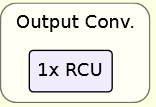 Output Conv.
1x RCU